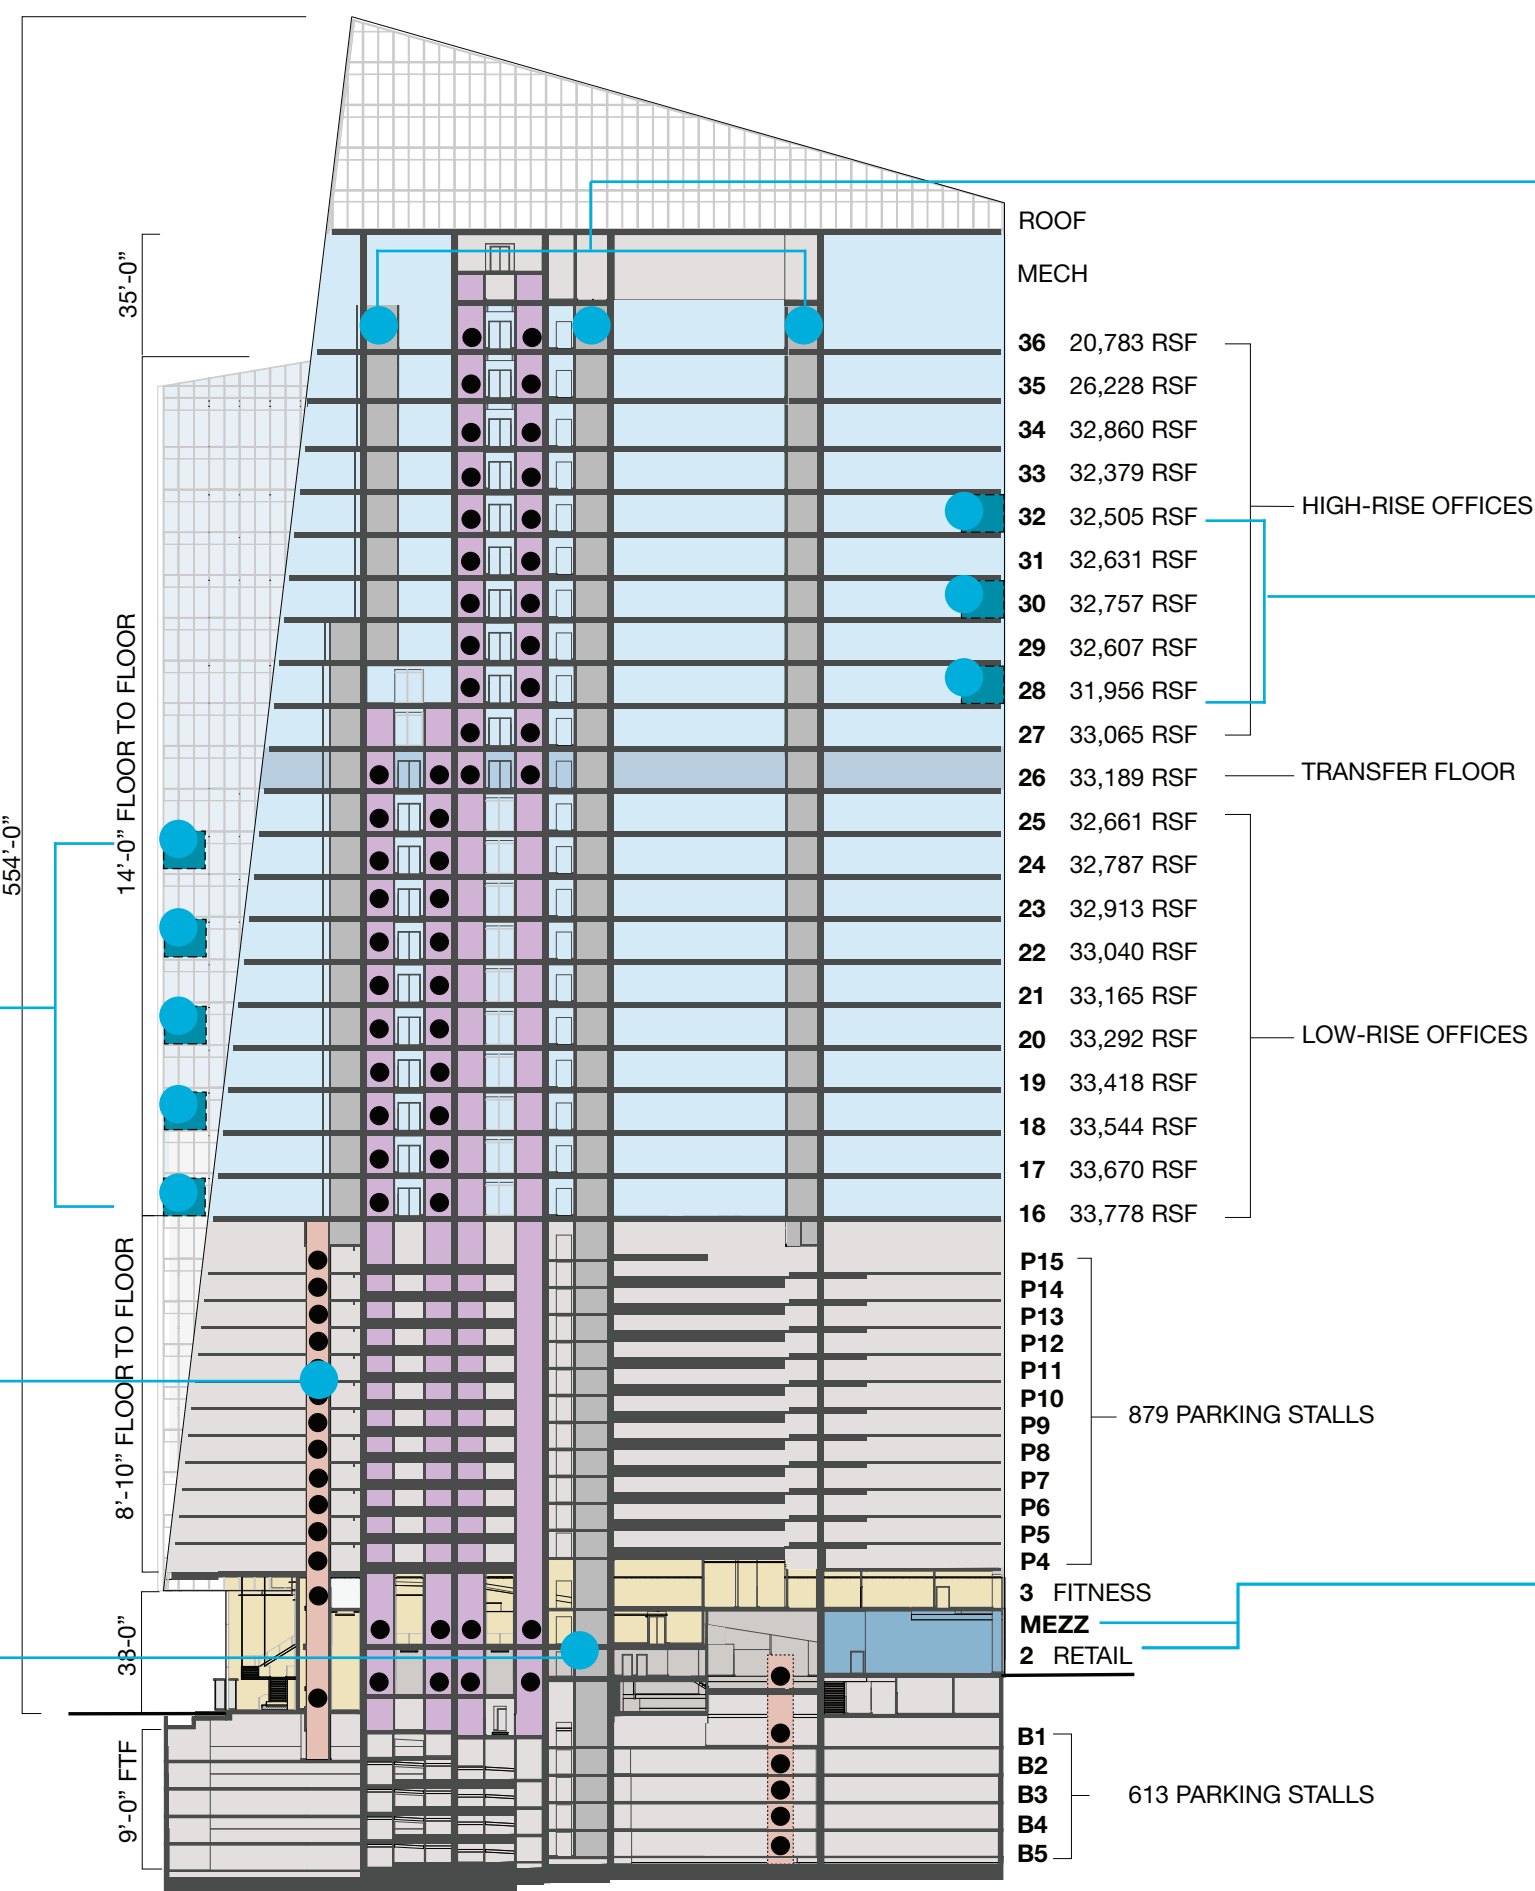 ROOF
MECH
35'-0"
36 20,783 RSF
35 26,228 RSF
34 32,860 RSF
33 32,379 RSF
32 32,505 RSF
HIGH-RISE OFFICES
31 32,631 RSF
30 32,757 RSF
29 32,607 RSF
28 31,956 RSF
27 33,065 RSF
26 33,189 RSF
TRANSFER FLOOR
14'-0" FLOOR TO FLOOR
554'-0"
25 32,661 RSF
24 32,787 RSF
23 32,913 RSF
22 33,040 RSF
21 33,165 RSF
20 33,292 RSF
LOW-RISE OFFICES
19 33,418 RSF
18 33,544 RSF
17 33,670 RSF
16 33,778 RSF
8'-10" FLOOR TO FLOOR
P15
P14
P13
P12
P11
P10
P9
879 PARKING STALLS
P8
P7
P6
P5
P4
3 FITNESS
MEZZ
2 RETAIL
38-0"
9'-0" FTF
B1
B2
B3
613 PARKING STALLS
B4
B5